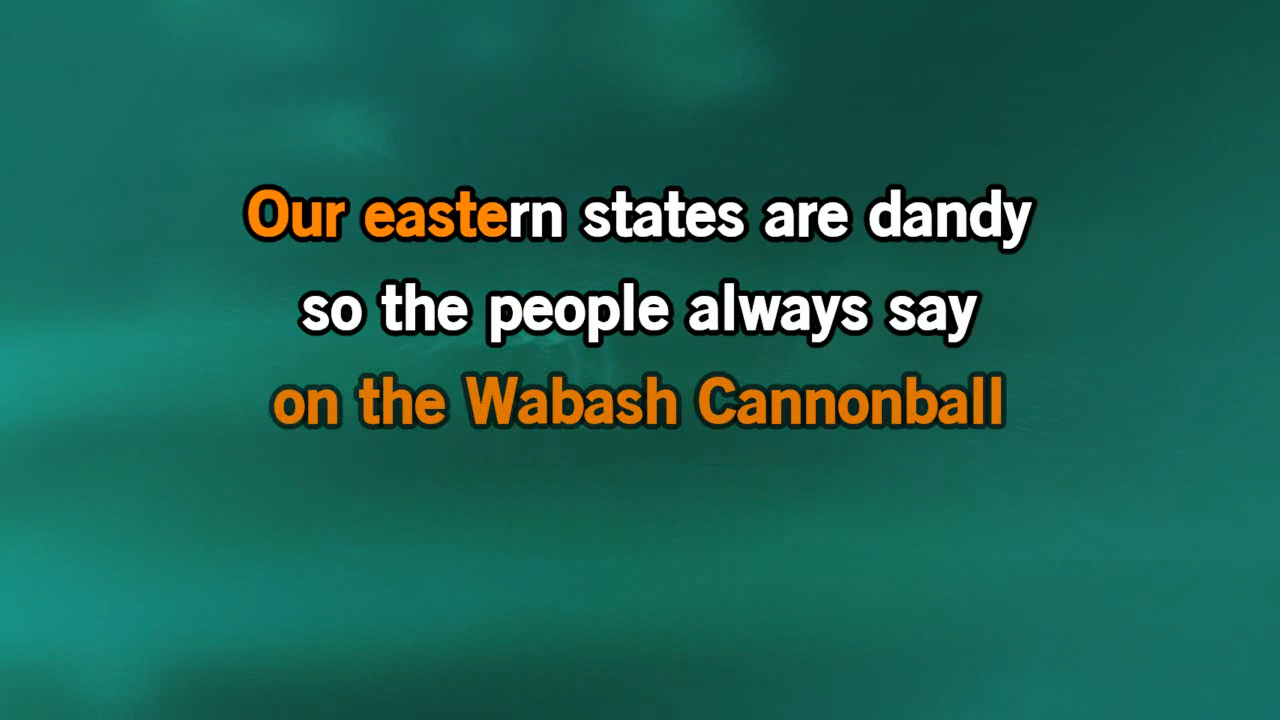 Our eastern states are dandy
so the people always say
on the Wabash Cannonball